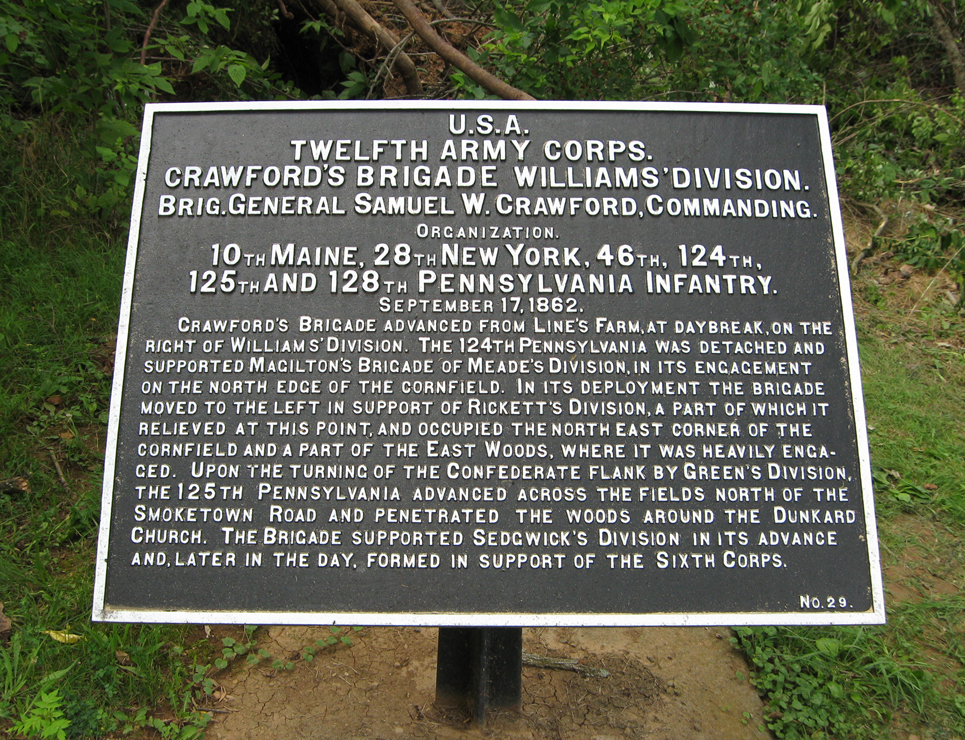 U.S.A.
TWELFTH ARMY CORPS.
CRAWFORD'S BRIGADE WILLIAMS' DIVISION.
BRIG. GENERAL SAMUEL W. CRAWFORD, COMMANDING.
ORGANIZATION.
10TH MAINE, 28TH NEW YORK, 46TH, 124TH,
125TH AND 128TH PENNSYLVANIA INFANTRY.
SEPTEMBER 17, 1862.
CRAWFORD'S BRIGADE ADVANCED FROM LINE'S FARM, AT DAYBREAK, ON THE
RIGHT OF WILLIAMS' DIVISION. THE 124TH PENNSYLVANIA WAS DETACHED AND
SUPPORTED MAGILTON'S BRIGADE OF MEADE'S DIVISION, IN ITS ENGAGEMENT
ON THE NORTH EDGE OF THE CORNFIELD. IN ITS DEPLOYMENT THE BRIGADE
MOVED TO THE LEFT IN SUPPORT OF RICKETT'S DIVISION, A PART OF WHICH IT
RELIEVED AT THIS POINT, AND OCCUPIED THE NORTH EAST CORNER OF THE
CORNFIELD AND A PART OF THE EAST WOODS, WHERE IT WAS HEAVILY ENGA-
GED. UPON THE TURNING OF THE CONFEDERATE FLANK BY GREEN'S DIVISION,
THE 125TH PENNSYLVANIA ADVANCED ACROSS THE FIELDS NORTH OF THE
SMOKETOWN ROAD AND PENETRATED THE WOODS AROUND THE DUNKARD
CHURCH. THE BRIGADE SUPPORTED SEDGWICK'S DIVISION IN ITS ADVANCE
AND, LATER IN THE DAY, FORMED IN SUPPORT OF THE SIXTH CORPS.
NO. 29.